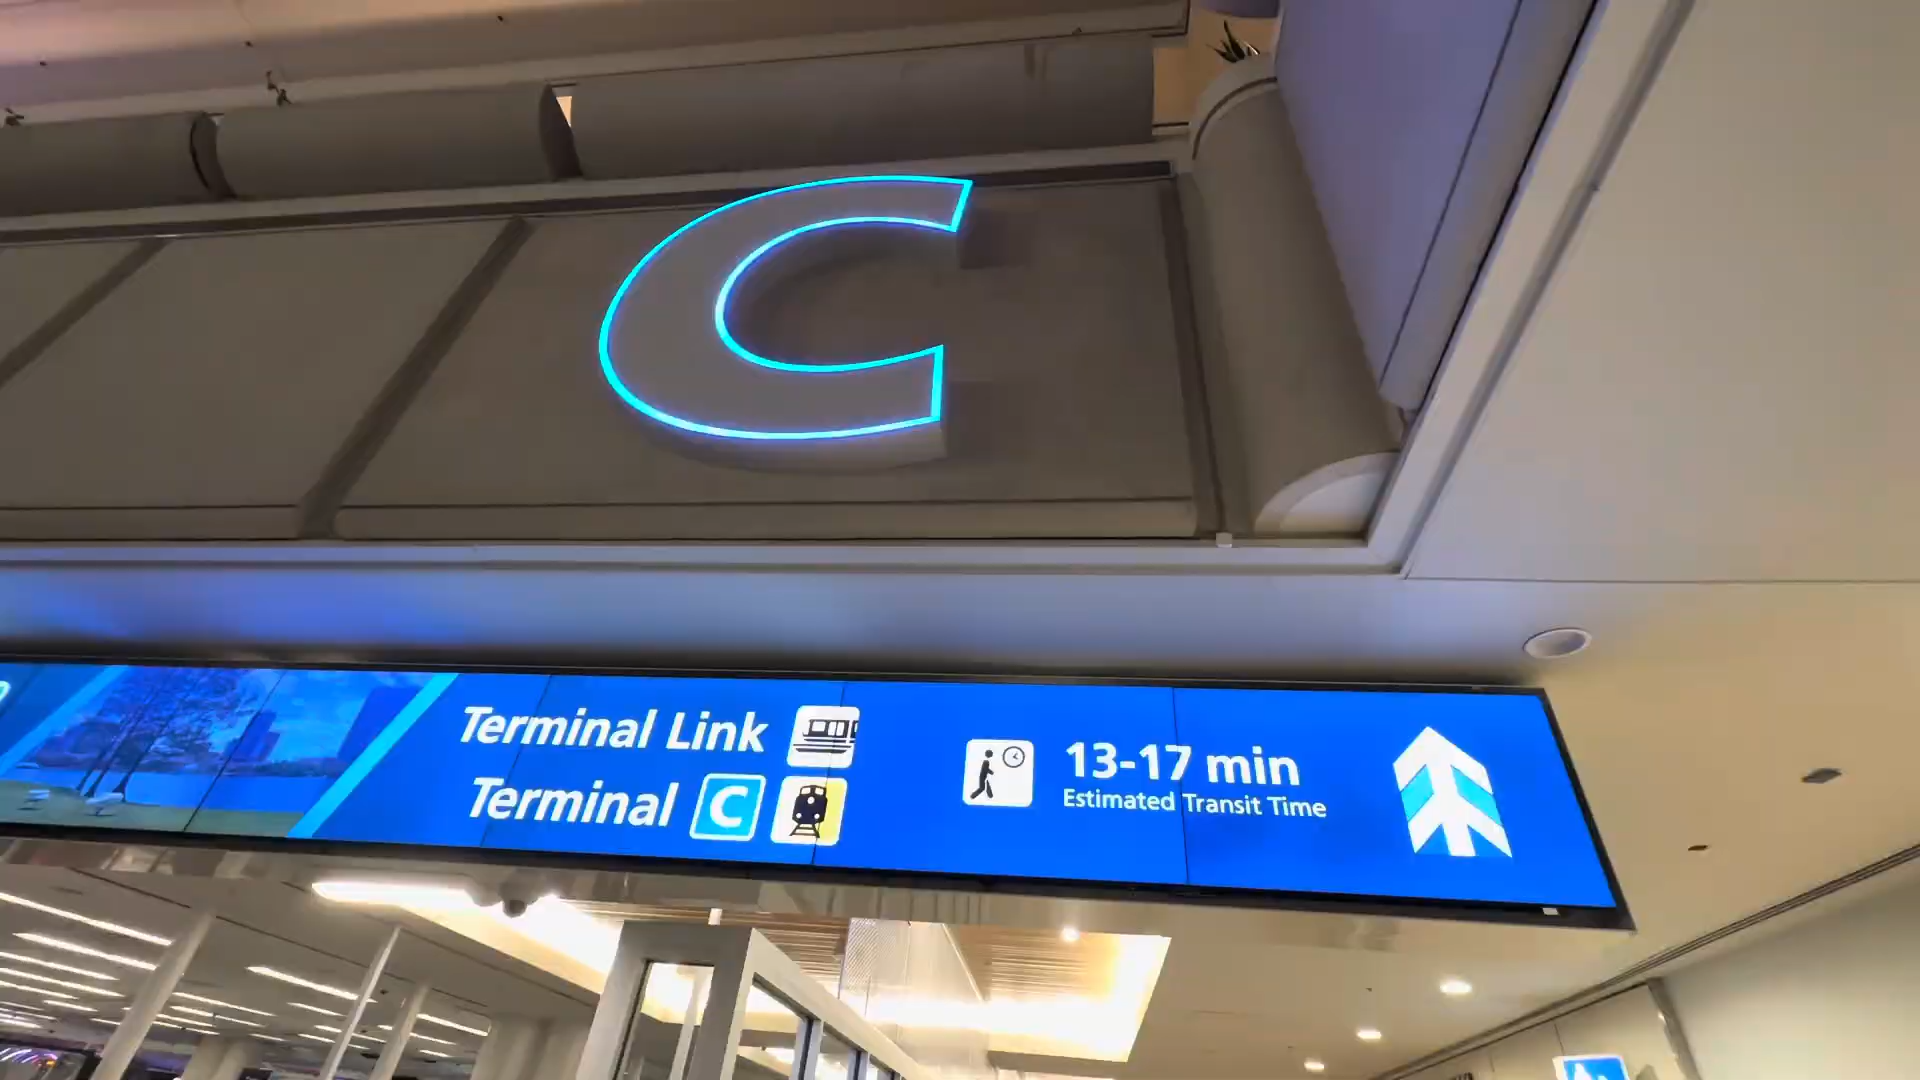 C
Terminal Link
Terminal C
13-17 min
Estimated Transit Time